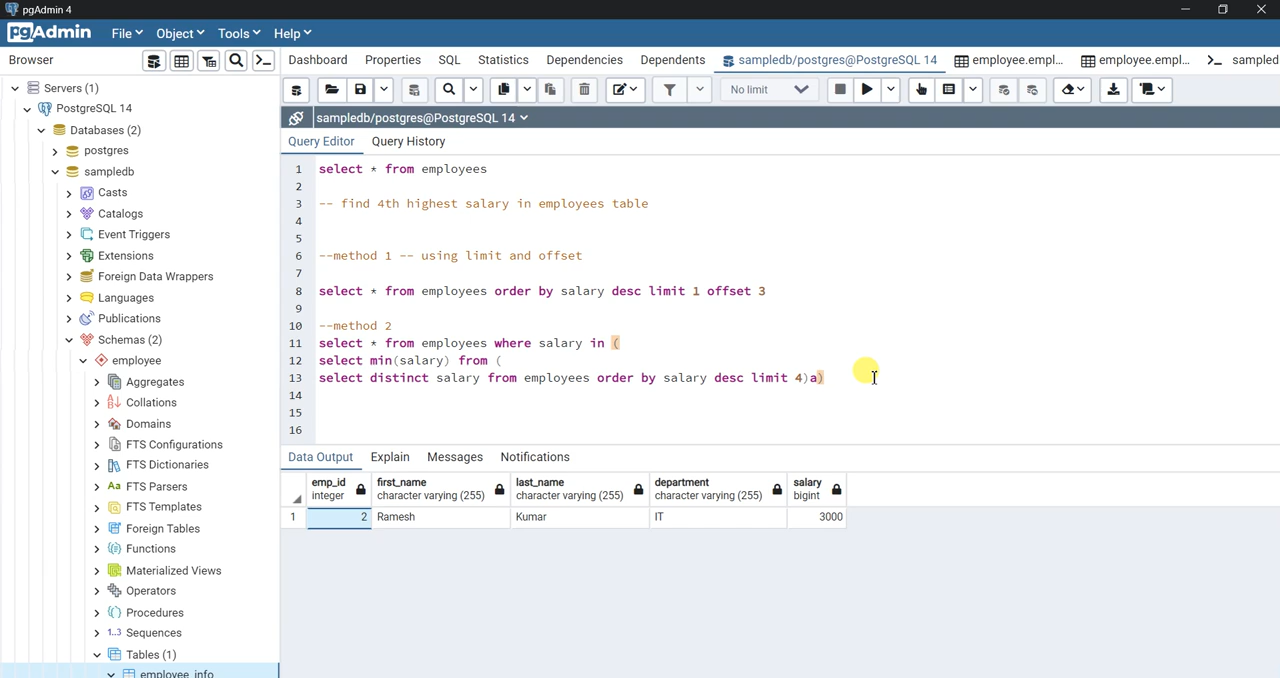 pgAdmin 4
pgAdmin File Object Tools Help
Browser
Dashboard Properties SQL Statistics Dependencies Dependents sampledb/postgres@PostgreSQL 14 employee.empl... employee.empl... sampled
Servers (1)
PostgreSQL 14
Databases (2)
postgres
sampledb
Casts
Catalogs
Event Triggers
Extensions
Foreign Data Wrappers
Languages
Publications
Schemas (2)
employee
Aggregates
Collations
Domains
FTS Configurations
FTS Dictionaries
Aa FTS Parsers
FTS Templates
Foreign Tables
Functions
Materialized Views
Operators
Procedures
1..3 Sequences
Tables (1)
employee_info
No limit
sampledb/postgres@PostgreSQL 14
Query Editor Query History
1 select * from employees
2
3 -- find 4th highest salary in employees table
4
5
6 --method 1 -- using limit and offset
7
8 select * from employees order by salary desc limit 1 offset 3
9
10 --method 2
11 select * from employees where salary in (
12 select min(salary) from (
13 select distinct salary from employees order by salary desc limit 4)a)
14
15
16
Data Output Explain Messages Notifications
emp_id first_name last_name department salary
integer character varying (255) character varying (255) character varying (255) bigint
1 2 Ramesh Kumar IT 3000